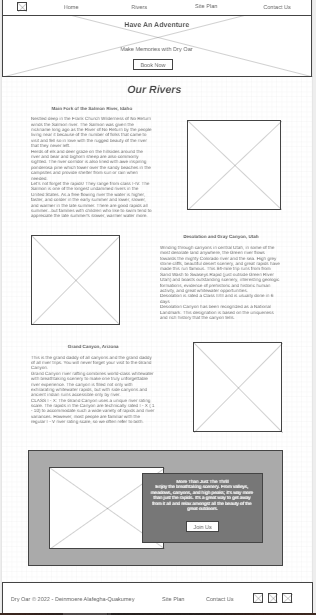 Home
Rivers
Site Plan
Contact Us
Have An Adventure
Make Memories with Dry Oar
Book Now
Our Rivers
Main Fork of the Salmon River, Idaho
Nestled deep in the Frank Church Wilderness of No Return
winds the Salmon river. The Salmon was given the
nickname long ago as the River of No Return by the people
living near it because of the number of folks that came to
visit and fell so in love with the rugged beauty of the river
that they never left.
Herds of elk and deer graze on the hillsides around the
river and bear and bighorn sheep are also commonly
sighted. The river corridor is also lined with awe inspiring
ponderosa pine which tower over the sandy beaches in the
campsites and provide shelter from sun or rain when
needed.
Let's not forget the rapids! They range from class I-IV. The
Salmon is one of the longest undammed rivers in the
United States. As a free flowing river the water is higher,
faster, and under in the early summer and lower, slower,
and warmer in the late summer. There are good rapids all
summer...but families with children who like to swim tend to
appreciate the late summer's slower, warmer water more.
Desolation and Gray Canyon, Utah
Winding through canyons in central Utah, in some of the
most desolate land anywhere, the Green river flows
towards the mighty Colorado river and the sea. High grey
stone cliffs, beautiful desert scenery, and great rapids have
made this run famous. This 84-mile trip runs from from
Sand Wash to Swaseys Rapid (just outside Green River
Utah) and boasts outstanding scenery, interesting geologic
formations, evidence of prehistoric and historic human
activity, and great whitewater opportunities.
Desolation is rated a Class I/III and is usually done in 6
days.
Desolation Canyon has been recognized as a National
Landmark. This designation is based on the uniqueness
and rich history that the canyon tells.
Grand Canyon, Arizona
This is the grand daddy of all canyons and the grand daddy
of all river trips. You will never forget your visit to the Grand
Canyon.
Grand Canyon river rafting combines world-class whitewater
with breathtaking scenery to make one truly unforgettable
river experience. The canyon is filled not only with
exhilarating whitewater rapids, but with side canyons and
ancient Indian ruins accessible only by river.
CLASS I - X: The Grand Canyon uses a unique river rating
scale. The rapids in the Canyon are technically rated I - X ( 1
- 10) to accommodate such a wide variety of rapids and river
variances. However, most people are familiar with the
regular I - V river rating scale, so we often refer to both.
More Than Just The Thrill
Enjoy the breathtaking scenery. From valleys,
meadows, canyons, and high peaks, it's way more
than just the rapids. It's a great way to get away
from it all and relax amongst all the beauty of the
great outdoors.
Join Us
Dry Oar © 2022 - Deinmoere Alafegha-Quakumey
Site Plan
Contact Us